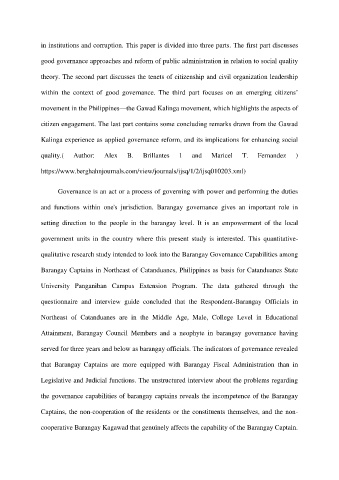 in institutions and corruption. This paper is divided into three parts. The first part discusses
good governance approaches and reform of public administration in relation to social quality
theory. The second part discusses the tenets of citizenship and civil organization leadership
within the context of good governance. The third part focuses on an emerging citizens'
movement in the Philippines—the Gawad Kalinga movement, which highlights the aspects of
citizen engagement. The last part contains some concluding remarks drawn from the Gawad
Kalinga experience as applied governance reform, and its implications for enhancing social
quality.( Author: Alex B. Brillantes 1 and Maricel T. Fernandez )
https://www.berghahnjournals.com/view/journals/ijsq/1/2/ijsq010203.xml)
Governance is an act or a process of governing with power and performing the duties
and functions within one's jurisdiction. Barangay governance gives an important role in
setting direction to the people in the barangay level. It is an empowerment of the local
government units in the country where this present study is interested. This quantitative-
qualitative research study intended to look into the Barangay Governance Capabilities among
Barangay Captains in Northeast of Catanduanes, Philippines as basis for Catanduanes State
University Panganiban Campus Extension Program. The data gathered through the
questionnaire and interview guide concluded that the Respondent-Barangay Officials in
Northeast of Catanduanes are in the Middle Age, Male, College Level in Educational
Attainment, Barangay Council Members and a neophyte in barangay governance having
served for three years and below as barangay officials. The indicators of governance revealed
that Barangay Captains are more equipped with Barangay Fiscal Administration than in
Legislative and Judicial functions. The unstructured interview about the problems regarding
the governance capabilities of barangay captains reveals the incompetence of the Barangay
Captains, the non-cooperation of the residents or the constituents themselves, and the non-
cooperative Barangay Kagawad that genuinely affects the capability of the Barangay Captain.